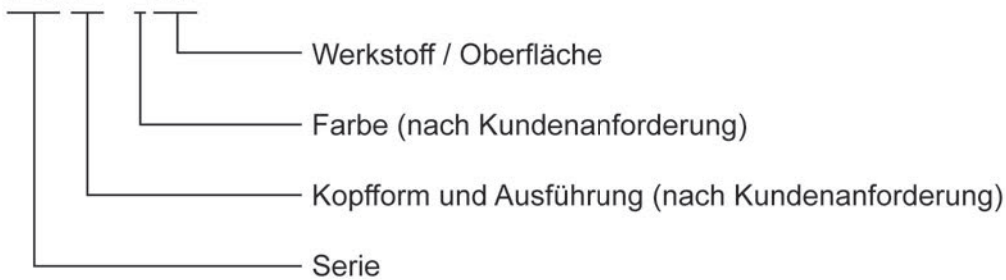 Werkstoff / Oberfläche
Farbe (nach Kundenanforderung)
Kopfform und Ausführung (nach Kundenanforderung)
Serie